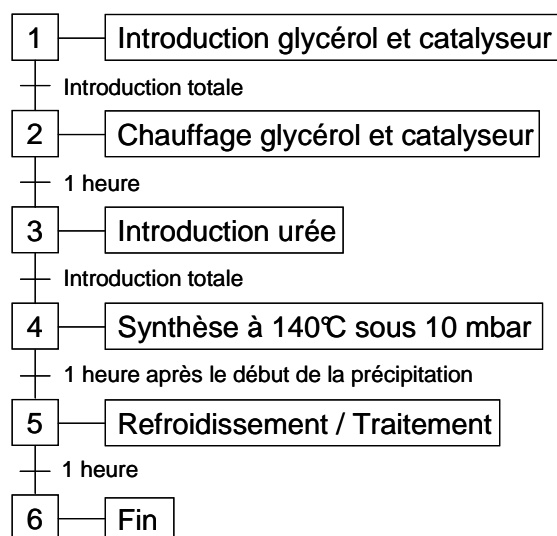 1 Introduction glycérol et catalyseur
Introduction totale
2 Chauffage glycérol et catalyseur
1 heure
3 Introduction urée
Introduction totale
4 Synthèse à 140°C sous 10 mbar
1 heure après le début de la précipitation
5 Refroidissement / Traitement
1 heure
6 Fin